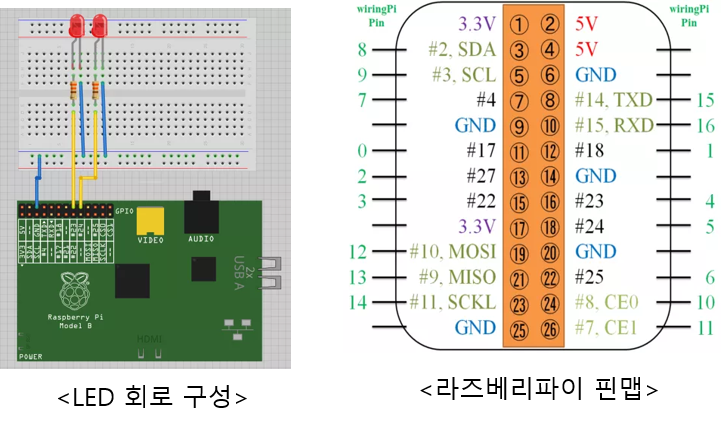 GPIO
VIDEO
AUDIO
2x
USB A
Raspberry Pi
Model B
HDMI
POWER
<LED 회로 구성>
wiringPi
Pin
wiringPi
Pin
3.3V ① ② 5V
8 #2, SDA ③ ④ 5V
9 #3, SCL ⑤ ⑥ GND
7 #4 ⑦ ⑧ #14, TXD 15
GND ⑨ ⑩ #15, RXD 16
0 #17 ⑪ ⑫ #18 1
2 #27 ⑬ ⑭ GND
3 #22 ⑮ ⑯ #23 4
3.3V ⑰ ⑱ #24 5
12 #10, MOSI ⑲ ⑳ GND
13 #9, MISO ㉑ ㉒ #25 6
14 #11, SCKL ㉓ ㉔ #8, CE0 10
GND ㉕ ㉖ #7, CE1 11
<라즈베리파이 핀맵>